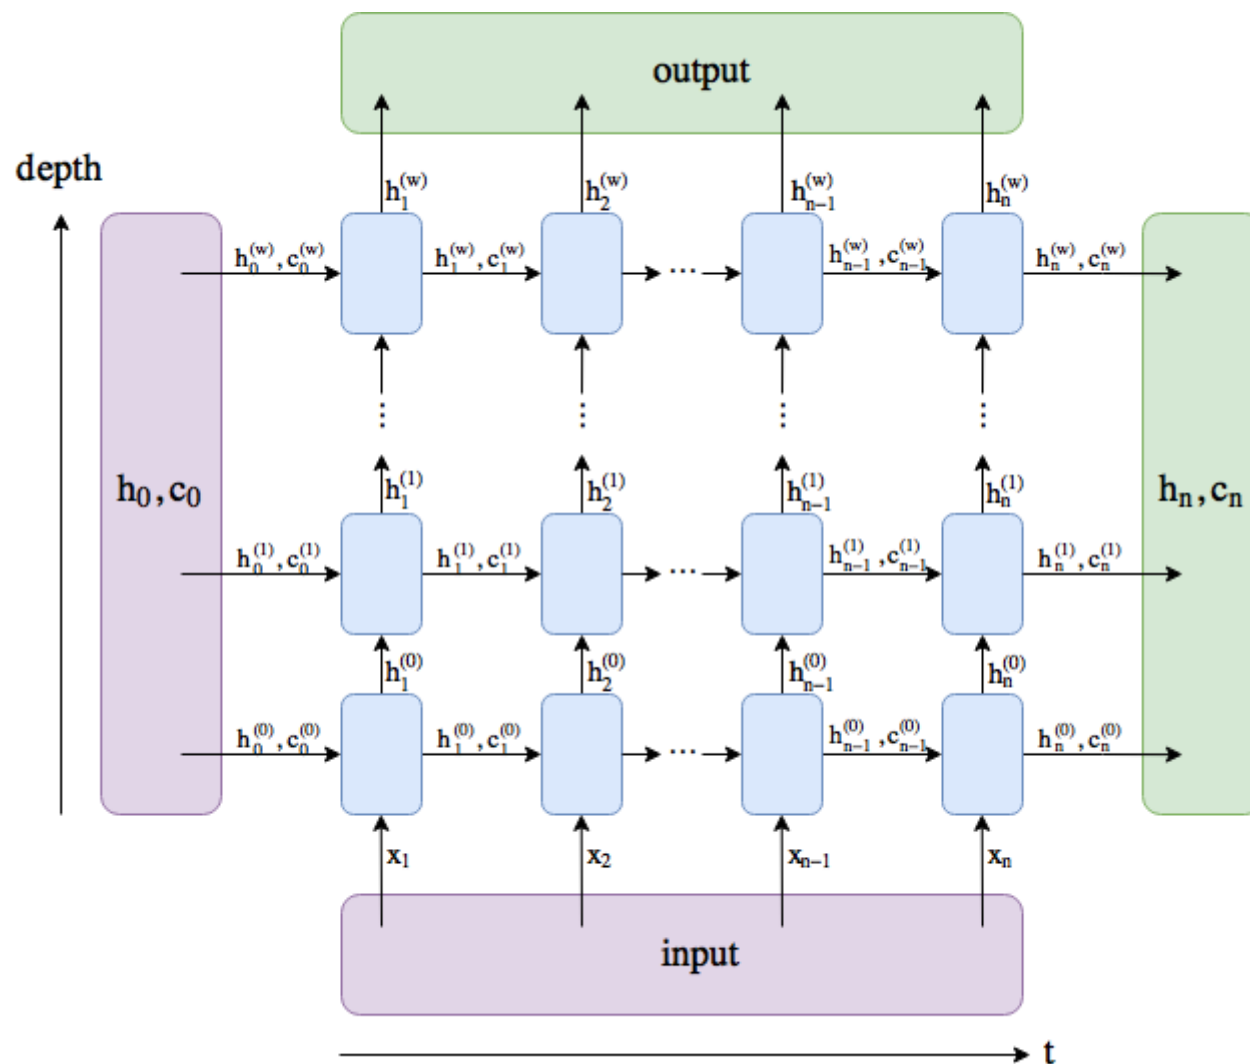 output
depth
h₁⁽ʷ⁾ h₂⁽ʷ⁾ hₙ₋₁⁽ʷ⁾ hₙ⁽ʷ⁾
h₀⁽ʷ⁾, c₀⁽ʷ⁾ h₁⁽ʷ⁾, c₁⁽ʷ⁾ ... hₙ₋₁⁽ʷ⁾, cₙ₋₁⁽ʷ⁾ hₙ⁽ʷ⁾, cₙ⁽ʷ⁾
⋮ ⋮ ⋮ ⋮
h₀, c₀ h₁⁽¹⁾ h₂⁽¹⁾ hₙ₋₁⁽¹⁾ hₙ⁽¹⁾ hₙ, cₙ
h₀⁽¹⁾, c₀⁽¹⁾ h₁⁽¹⁾, c₁⁽¹⁾ ... hₙ₋₁⁽¹⁾, cₙ₋₁⁽¹⁾ hₙ⁽¹⁾, cₙ⁽¹⁾
h₁⁽⁰⁾ h₂⁽⁰⁾ hₙ₋₁⁽⁰⁾ hₙ⁽⁰⁾
h₀⁽⁰⁾, c₀⁽⁰⁾ h₁⁽⁰⁾, c₁⁽⁰⁾ ... hₙ₋₁⁽⁰⁾, cₙ₋₁⁽⁰⁾ hₙ⁽⁰⁾, cₙ⁽⁰⁾
x₁ x₂ xₙ₋₁ xₙ
input
t